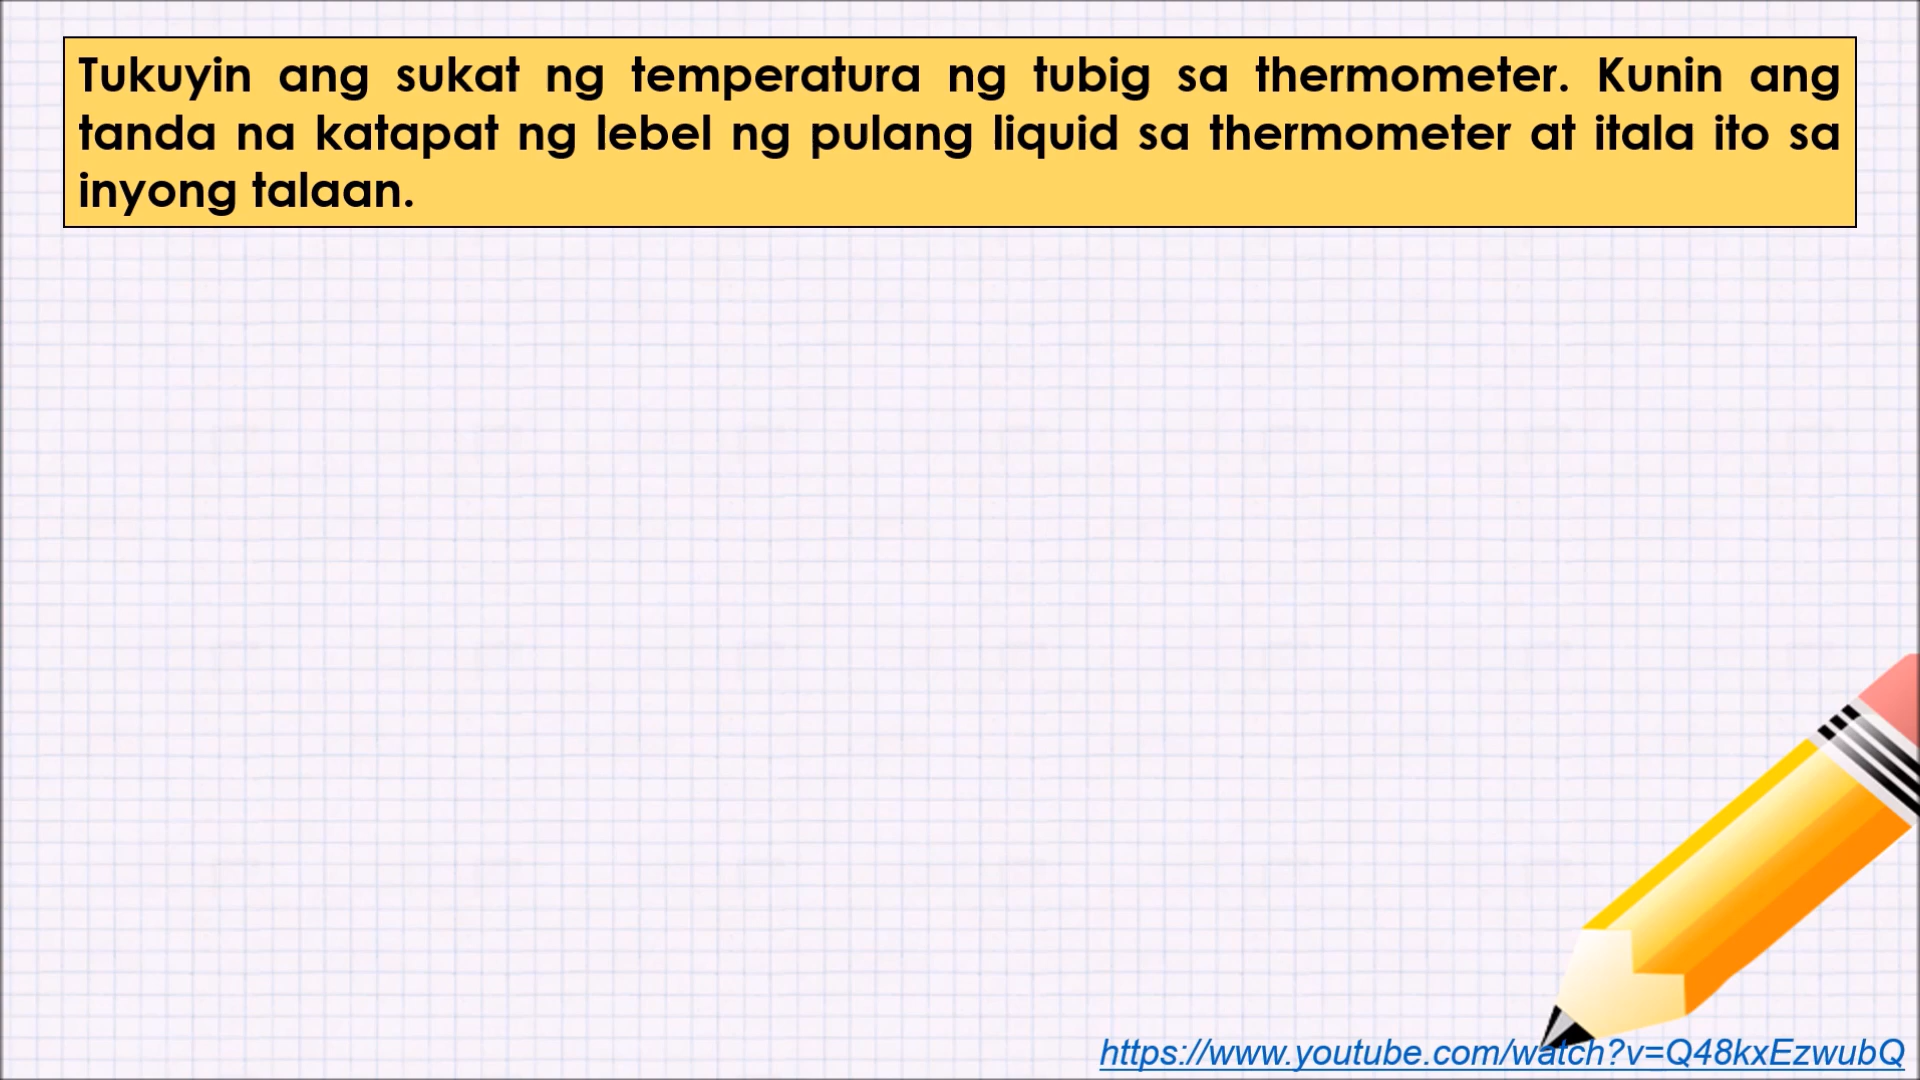 Tukuyin ang sukat ng temperatura ng tubig sa thermometer. Kunin ang
tanda na katapat ng lebel ng pulang liquid sa thermometer at itala ito sa
inyong talaan.
https://www.youtube.com/watch?v=Q48kxEzwubQ